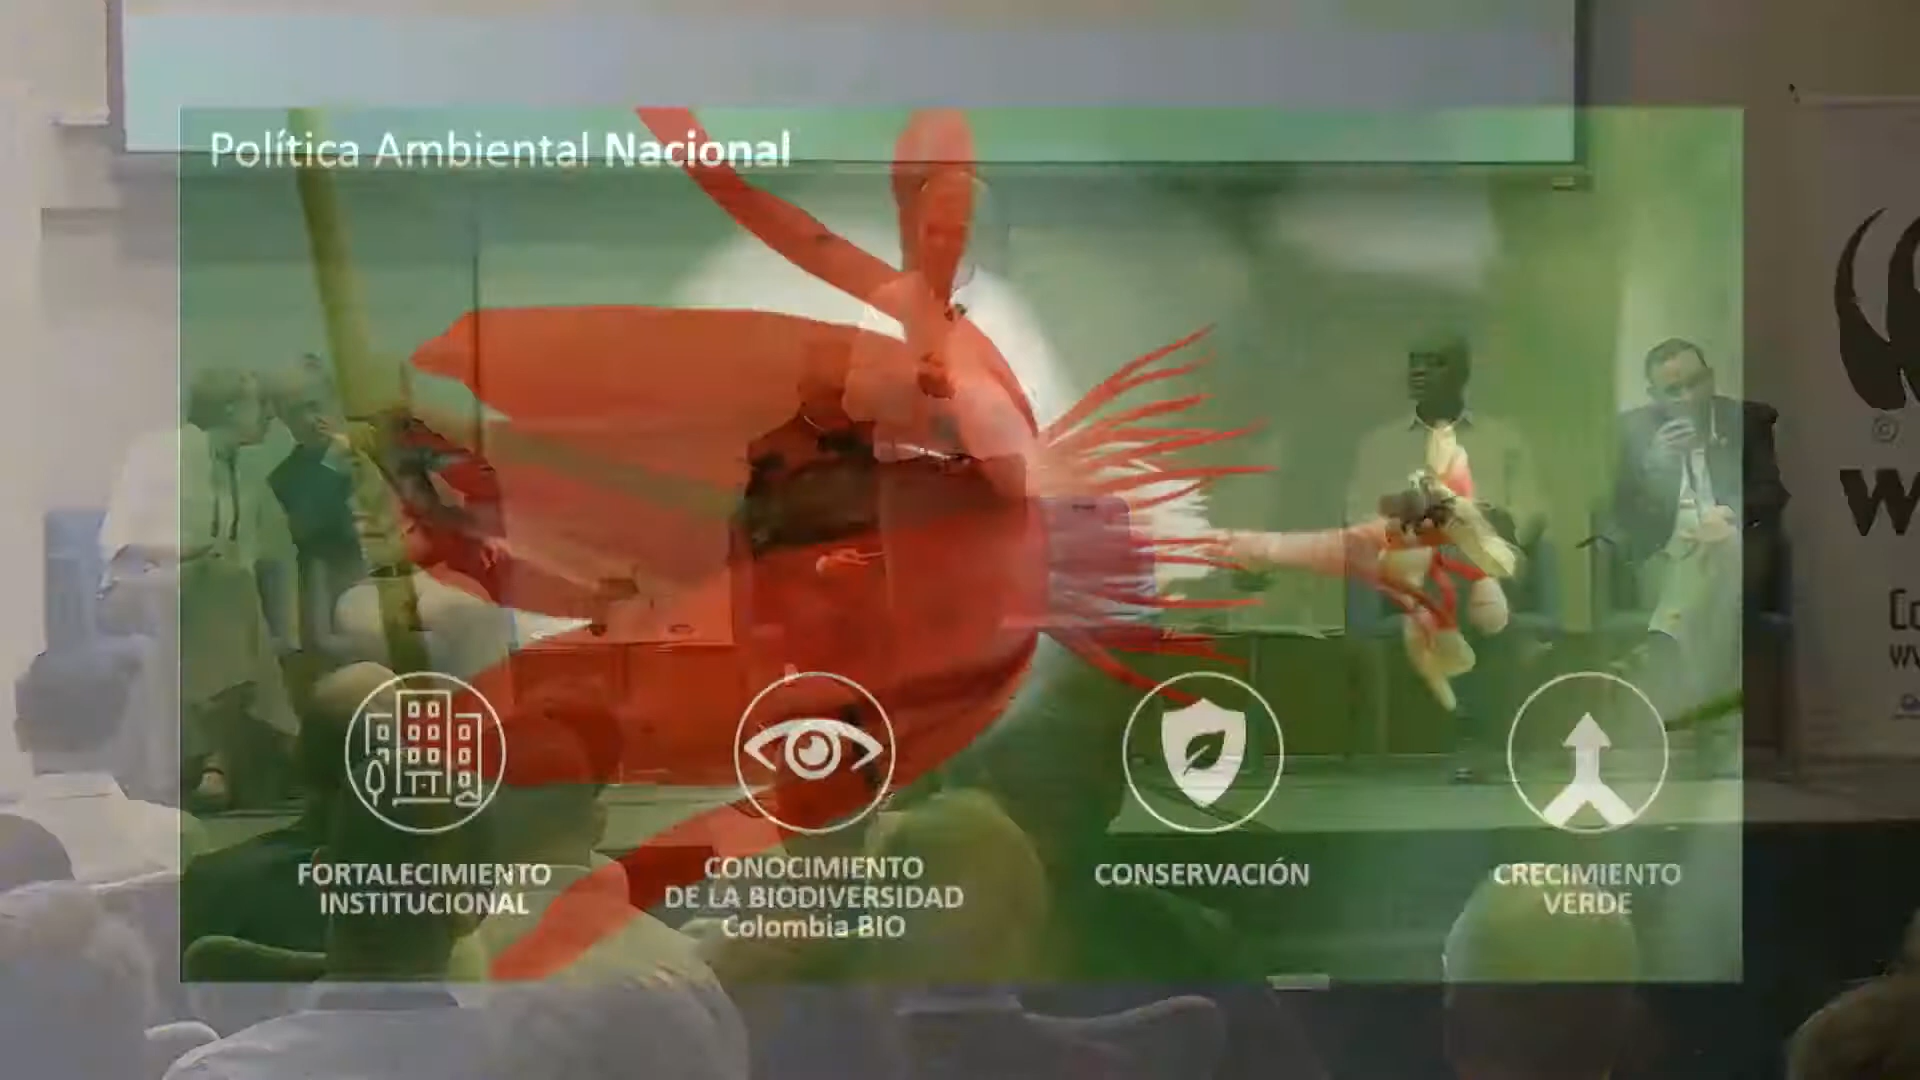 Política Ambiental Nacional
FORTALECIMIENTO
INSTITUCIONAL
CONOCIMIENTO
DE LA BIODIVERSIDAD
Colombia BIO
CONSERVACIÓN
CRECIMIENTO
VERDE
©